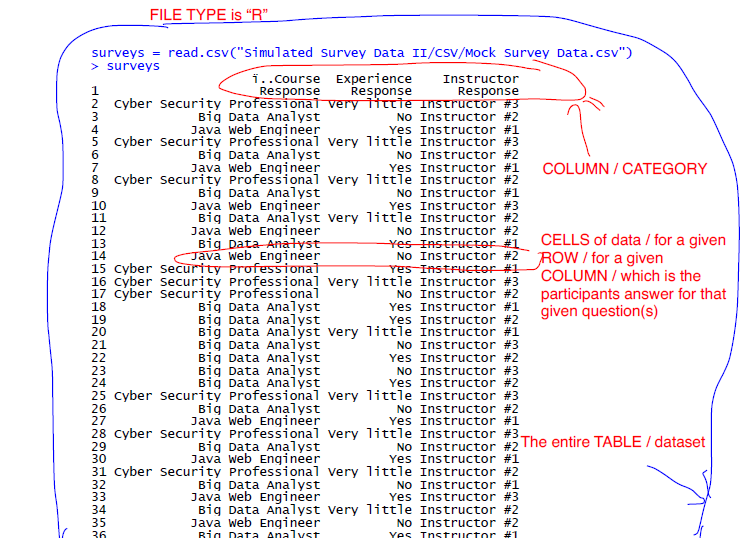 FILE TYPE is “R”
surveys = read.csv("Simulated Survey Data II/CSV/Mock Survey Data.csv")
> surveys
ï..Course Experience Instructor
1 Response Response Response
2 Cyber Security Professional Very little Instructor #3
3 Big Data Analyst No Instructor #2
4 Java Web Engineer Yes Instructor #1
5 Cyber Security Professional Very little Instructor #3
6 Big Data Analyst No Instructor #2
7 Java Web Engineer Yes Instructor #1
8 Cyber Security Professional Very little Instructor #2
9 Big Data Analyst No Instructor #1
10 Java Web Engineer Yes Instructor #3
11 Big Data Analyst Very little Instructor #2
12 Java Web Engineer No Instructor #2
13 Big Data Analyst Yes Instructor #1
14 Java Web Engineer No Instructor #2
15 Cyber Security Professional Yes Instructor #1
16 Cyber Security Professional Very little Instructor #3
17 Cyber Security Professional No Instructor #2
18 Big Data Analyst Yes Instructor #1
19 Big Data Analyst Yes Instructor #2
20 Big Data Analyst Very little Instructor #1
21 Big Data Analyst No Instructor #3
22 Big Data Analyst Yes Instructor #2
23 Big Data Analyst No Instructor #3
24 Big Data Analyst Yes Instructor #2
25 Cyber Security Professional Very little Instructor #3
26 Big Data Analyst No Instructor #2
27 Java Web Engineer Yes Instructor #1
28 Cyber Security Professional Very little Instructor #3
29 Big Data Analyst No Instructor #2
30 Java Web Engineer Yes Instructor #1
31 Cyber Security Professional Very little Instructor #2
32 Big Data Analyst No Instructor #1
33 Java Web Engineer Yes Instructor #3
34 Big Data Analyst Very little Instructor #2
35 Java Web Engineer No Instructor #2
36 Big Data Analyst Yes Instructor #1
COLUMN / CATEGORY
CELLS of data / for a given
ROW / for a given
COLUMN / which is the
participants answer for that
given question(s)
The entire TABLE / dataset